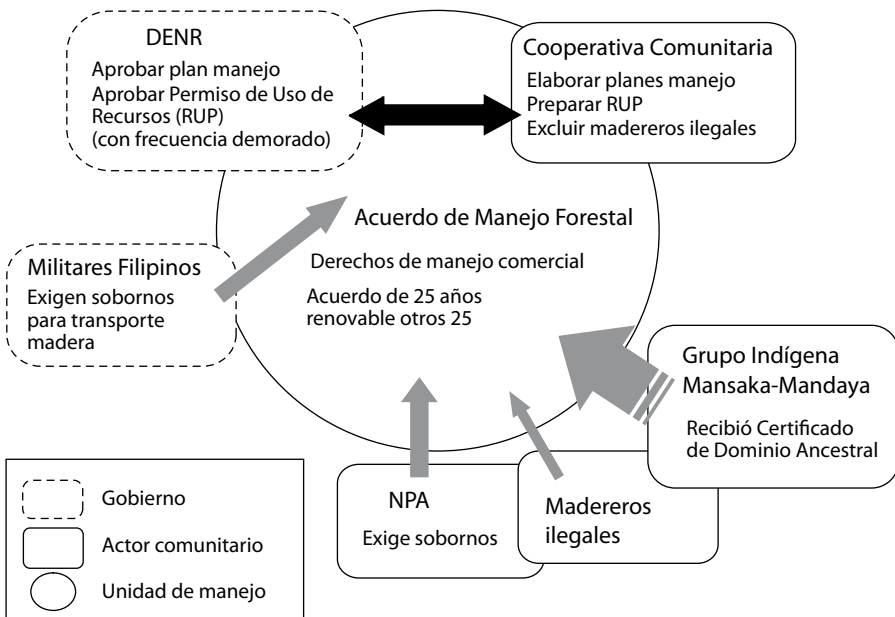 DENR
Aprobar plan manejo
Aprobar Permiso de Uso de
Recursos (RUP)
(con frecuencia demorado)
Cooperativa Comunitaria
Elaborar planes manejo
Preparar RUP
Excluir madereros ilegales
Acuerdo de Manejo Forestal
Derechos de manejo comercial
Acuerdo de 25 años
renovable otros 25
Militares Filipinos
Exigen sobornos
para transporte
madera
Grupo Indígena
Mansaka-Mandaya
Recibió Certificado
de Dominio Ancestral
NPA
Exige sobornos
Madereros
ilegales
Gobierno
Actor comunitario
Unidad de manejo